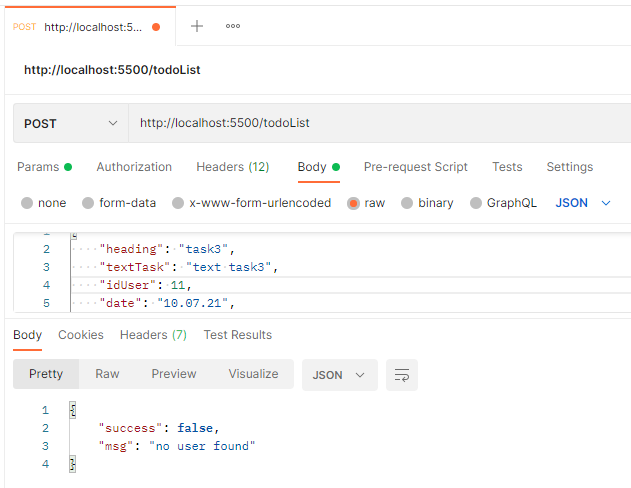 POST http://localhost:5... + ooo
http://localhost:5500/todoList
POST http://localhost:5500/todoList
Params Authorization Headers (12) Body Pre-request Script Tests Settings
none form-data x-www-form-urlencoded raw binary GraphQL JSON
2 "heading": "task3",
3 "textTask": "text task3",
4 "idUser": 11,
5 "date": "10.07.21",
Body Cookies Headers (7) Test Results
Pretty Raw Preview Visualize JSON
1 {
2 "success": false,
3 "msg": "no user found"
4 }